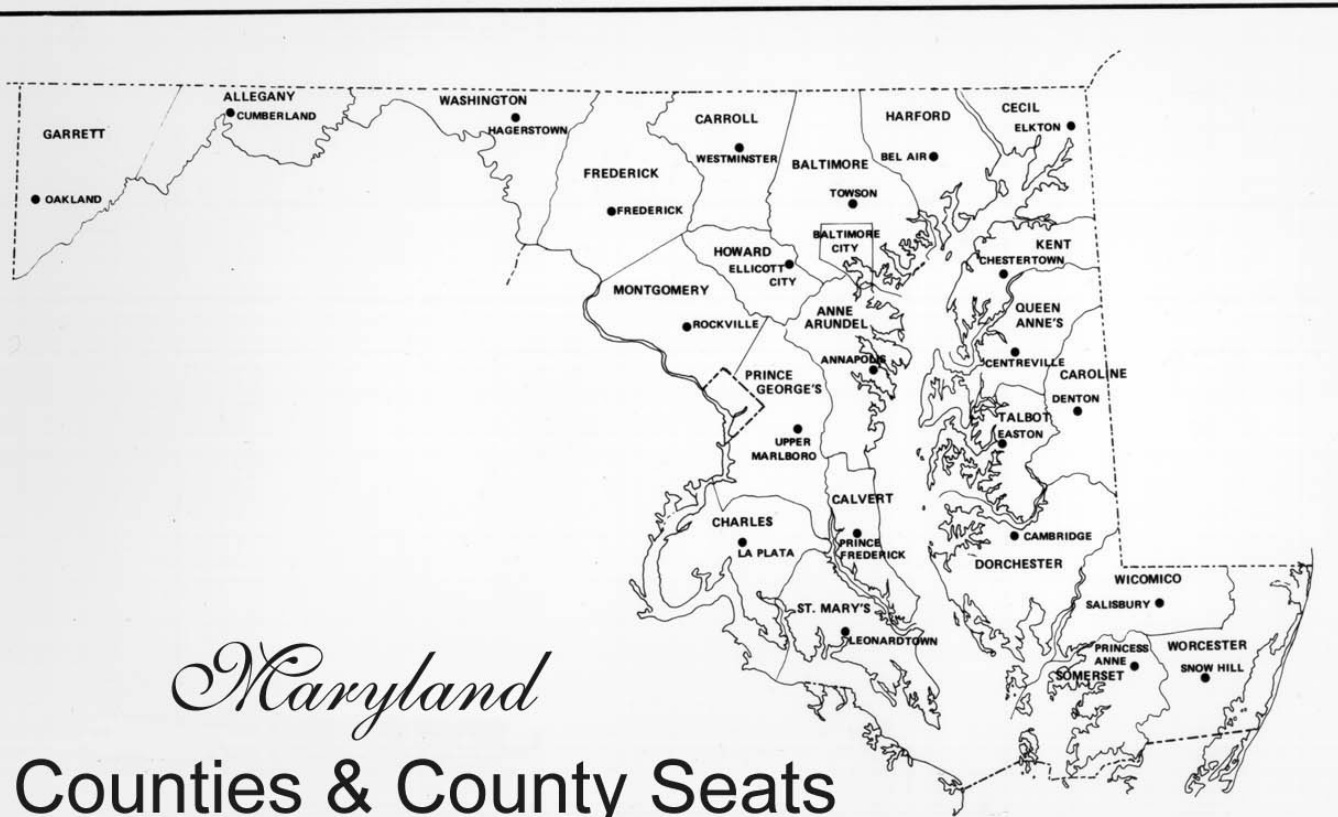 GARRETT
OAKLAND
ALLEGANY
CUMBERLAND
WASHINGTON
HAGERSTOWN
FREDERICK
FREDERICK
CARROLL
WESTMINSTER
BALTIMORE
TOWSON
BALTIMORE
CITY
HARFORD
BEL AIR
CECIL
ELKTON
HOWARD
ELLICOTT
CITY
MONTGOMERY
ROCKVILLE
KENT
CHESTERTOWN
ANNE
ARUNDEL
ANNAPOLIS
QUEEN
ANNE'S
CENTREVILLE
PRINCE
GEORGE'S
UPPER
MARLBORO
CAROLINE
DENTON
TALBOT
EASTON
CALVERT
PRINCE
FREDERICK
CHARLES
LA PLATA
CAMBRIDGE
DORCHESTER
ST. MARY'S
LEONARDTOWN
WICOMICO
SALISBURY
PRINCESS
ANNE
SOMERSET
WORCESTER
SNOW HILL
Maryland
Counties & County Seats